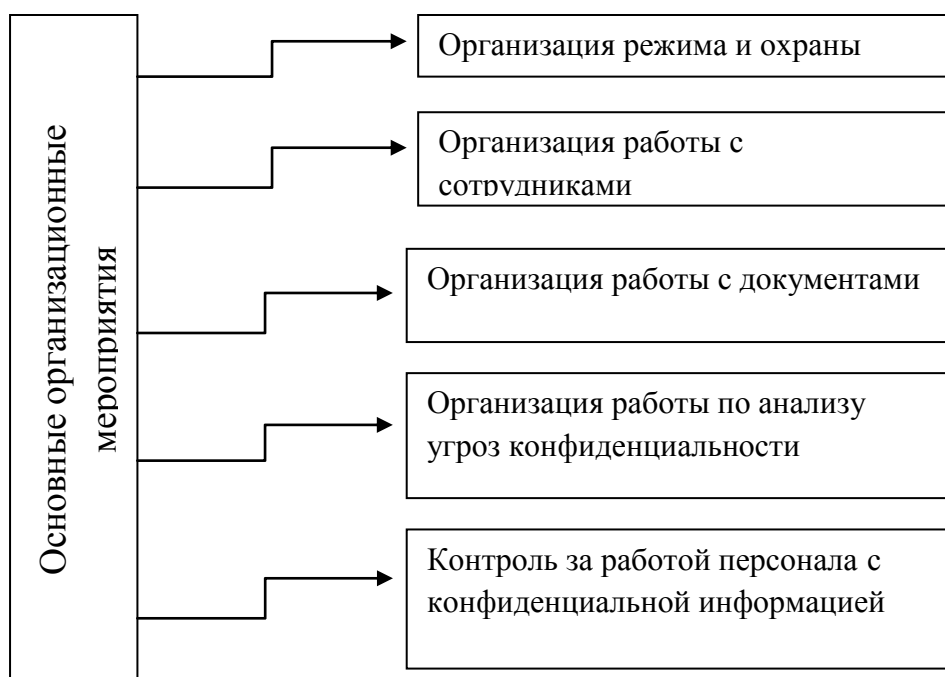 Основные организационные
мероприятия
Организация режима и охраны
Организация работы с
сотрудниками
Организация работы с документами
Организация работы по анализу
угроз конфиденциальности
Контроль за работой персонала с
конфиденциальной информацией